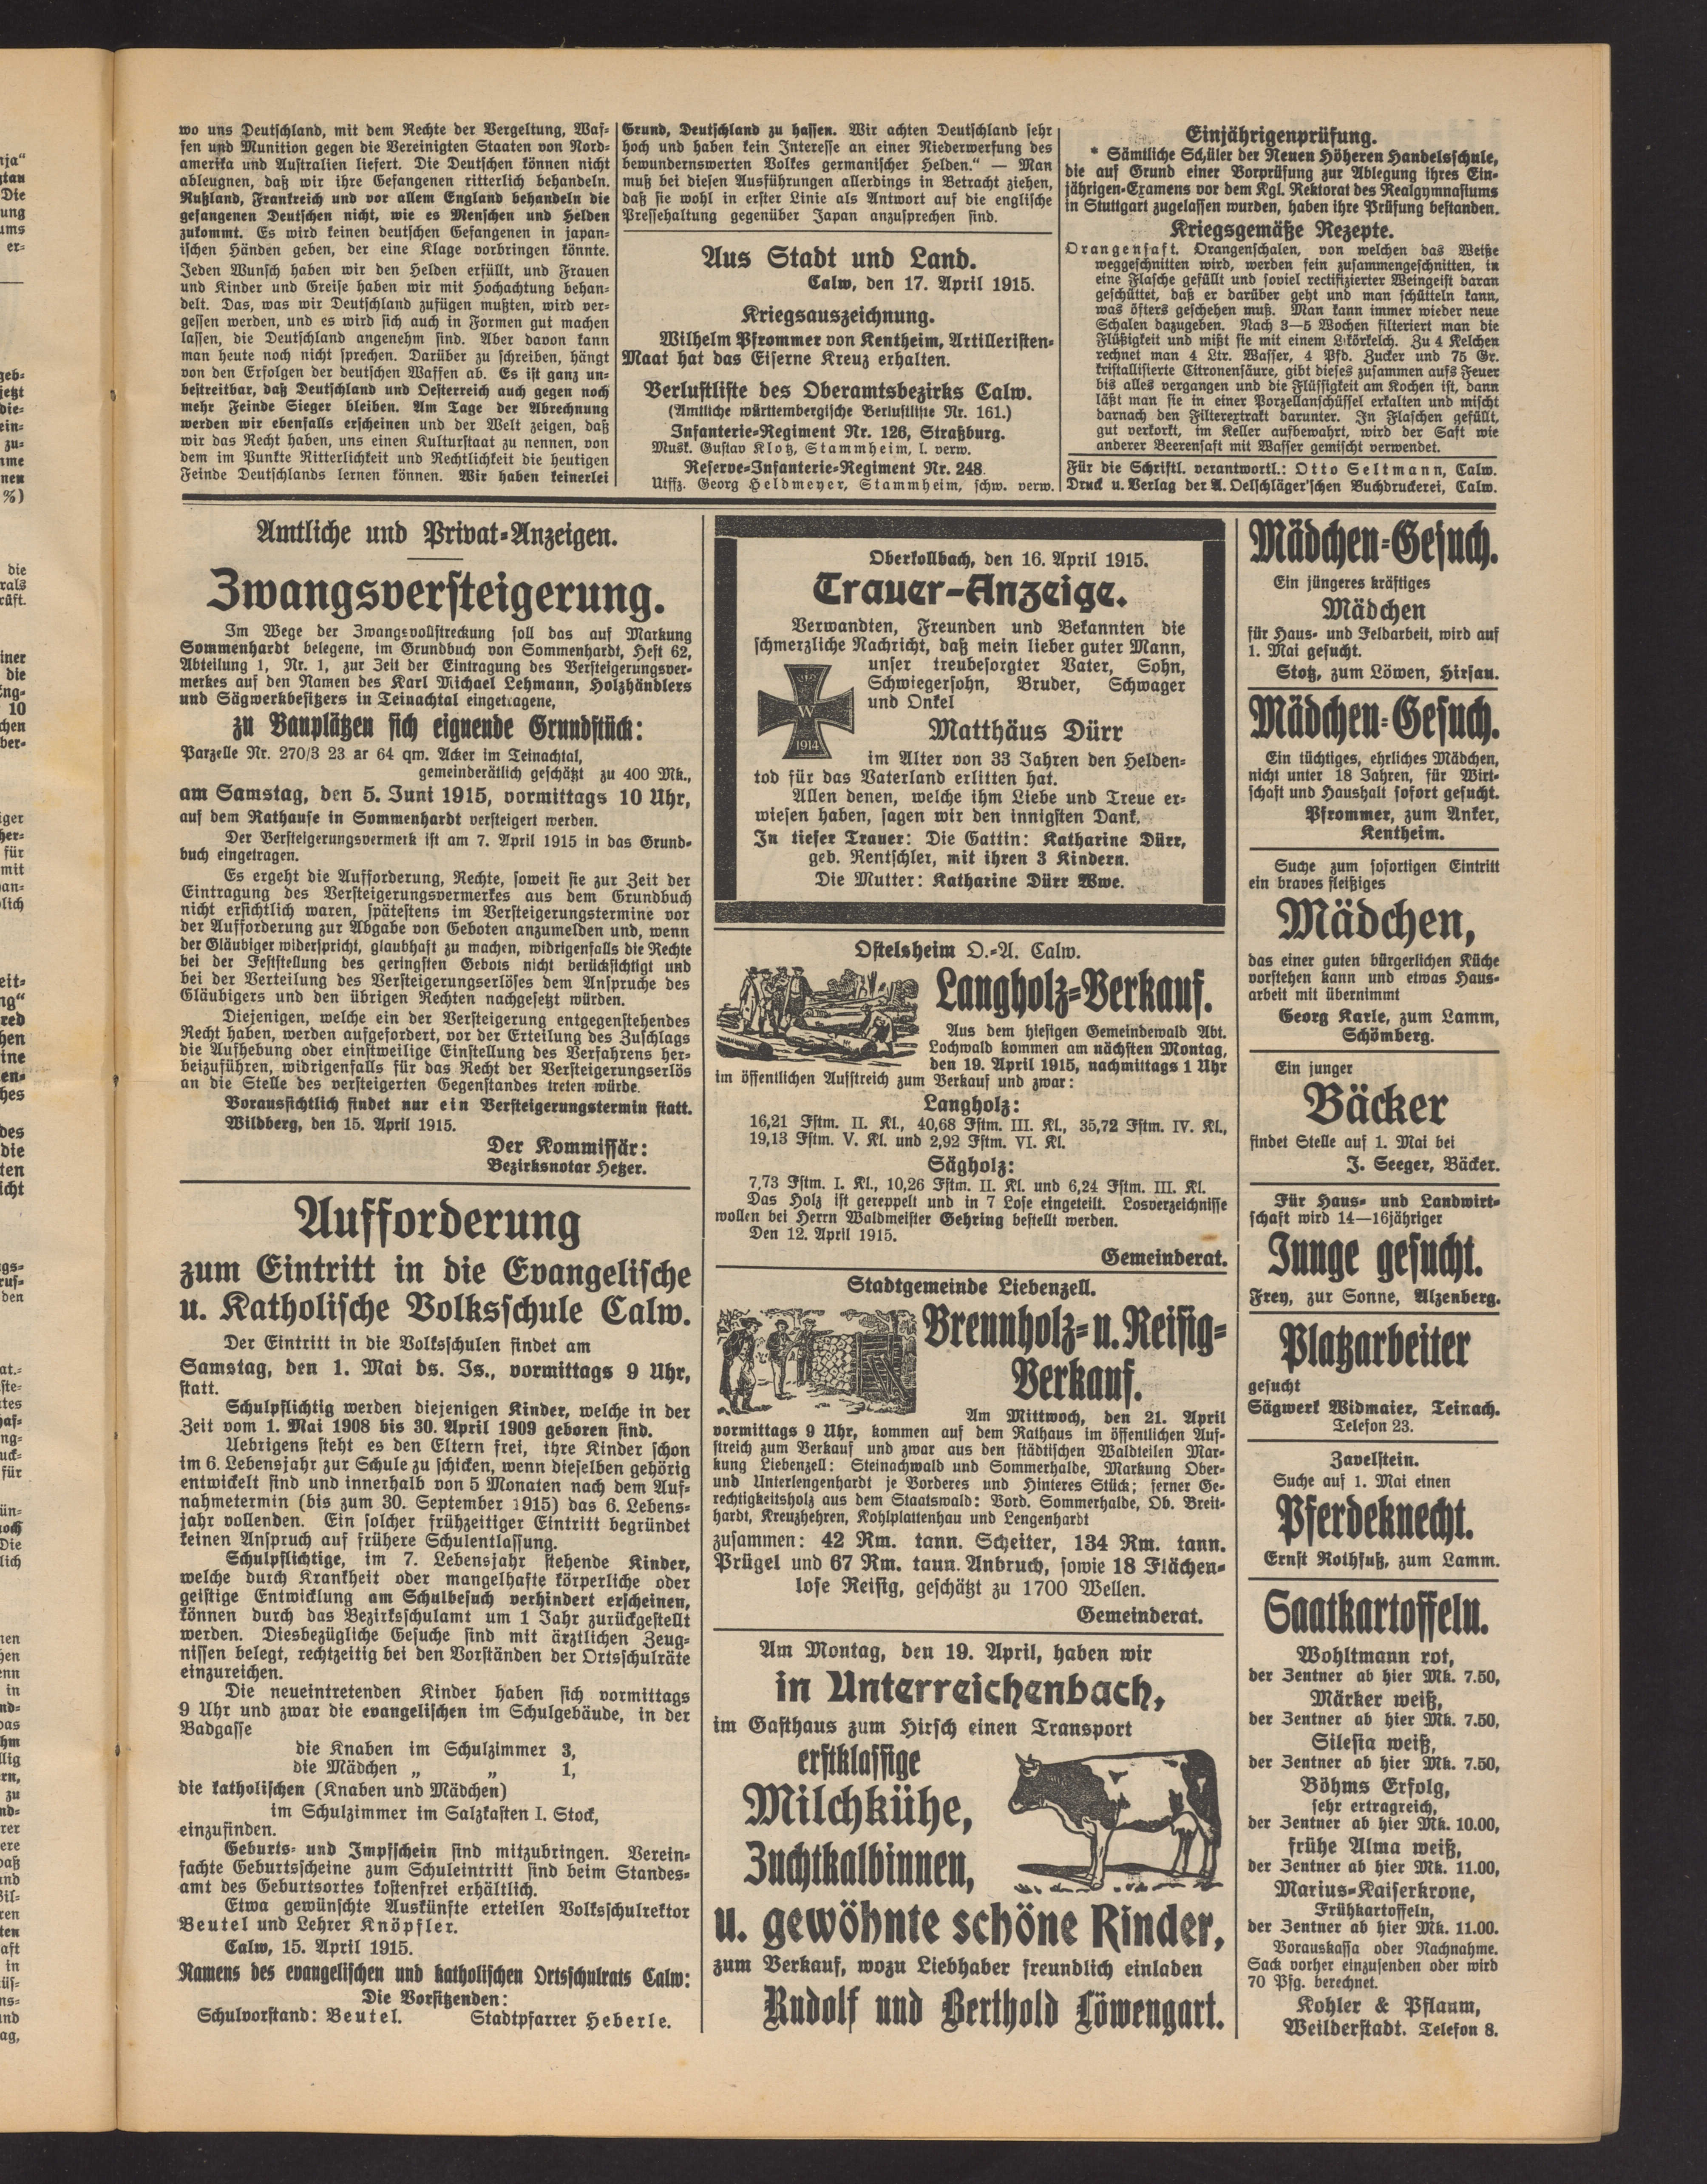 wo uns Deutschland, mit dem Rechte der Vergeltung, Waf-
fen und Munition gegen die Vereinigten Staaten von Nord-
amerika und Australien liefert. Die Deutschen können nicht
ableugnen, daß wir ihre Gefangenen ritterlich behandeln.
Rußland, Frankreich und vor allem England behandeln die
gefangenen Deutschen nicht, wie es Menschen und Helden
zukommt. Es wird keinen deutschen Gefangenen in japan-
ischen Händen geben, der eine Klage vorbringen könnte.
Jeden Wunsch haben wir den Helden erfüllt, und Frauen
und Kinder und Greise haben wir mit Hochachtung behan-
delt. Das, was wir Deutschland zufügen mußten, wird ver-
gessen werden, und es wird sich auch in Formen gut machen
lassen, die Deutschland angenehm sind. Aber davon kann
man heute noch nicht sprechen. Darüber zu schreiben, hängt
von den Erfolgen der deutschen Waffen ab. Es ist ganz un-
bestreitbar, daß Deutschland und Oesterreich auch gegen noch
mehr Feinde Sieger bleiben. Am Tage der Abrechnung
werden wir ebenfalls erscheinen und der Welt zeigen, daß
wir das Recht haben, uns einen Kulturstaat zu nennen, von
dem im Punkte Ritterlichkeit und Rechtlichkeit die heutigen
Feinde Deutschlands lernen können. Wir haben keinerlei
Grund, Deutschland zu hassen. Wir achten Deutschland sehr
hoch und haben kein Interesse an einer Niederwerfung des
bewundernswerten Volkes germanischer Helden.“ — Man
muß bei diesen Ausführungen allerdings in Betracht ziehen,
daß sie wohl in erster Linie als Antwort auf die englische
Pressehaltung gegenüber Japan anzusprechen sind.
Aus Stadt und Land.
Calw, den 17. April 1915.
Kriegsauszeichnung.
Wilhelm Pfrommer von Kentheim, Artilleristen-
Maat hat das Eiserne Kreuz erhalten.
Verlustliste des Oberamtsbezirks Calw.
(Amtliche württembergische Verlustliste Nr. 161.)
Infanterie-Regiment Nr. 126, Straßburg.
Musk. Gustav Klotz, Stammheim, l. verw.
Reserve-Infanterie-Regiment Nr. 248.
Utffz. Georg Heldmeyer, Stammheim, schw. verw.
Einjährigenprüfung.
* Sämtliche Schüler der Neuen Höheren Handelsschule,
die auf Grund einer Vorprüfung zur Ablegung ihres Ein-
jährigen-Examens vor dem Kgl. Rektorat des Realgymnasiums
in Stuttgart zugelassen wurden, haben ihre Prüfung bestanden.
Kriegsgemäße Rezepte.
Orangensaft. Orangenschalen, von welchen das Weiße
weggeschnitten wird, werden fein zusammengeschnitten, in
eine Flasche gefüllt und soviel rectifizierter Weingeist daran
geschüttet, daß er darüber geht und man schütteln kann,
was öfters geschehen muß. Man kann immer wieder neue
Schalen dazugeben. Nach 3—5 Wochen filteriert man die
Flüßigkeit und mißt sie mit einem Likörkelch. Zu 4 Kelchen
rechnet man 4 Ltr. Wasser, 4 Pfd. Zucker und 75 Gr.
kristallisierte Citronensäure, gibt dieses zusammen aufs Feuer
bis alles vergangen und die Flüssigkeit am Kochen ist, dann
läßt man sie in einer Porzellanschüssel erkalten und mischt
darnach den Filterextrakt darunter. In Flaschen gefüllt,
gut verkorkt, im Keller aufbewahrt, wird der Saft wie
anderer Beerensaft mit Wasser gemischt verwendet.
Für die Schriftl. verantwortl.: Otto Seltmann, Calw.
Druck u. Verlag der A. Oelschläger'schen Buchdruckerei, Calw.
Amtliche und Privat-Anzeigen.
Zwangsversteigerung.
Im Wege der Zwangsvollstreckung soll das auf Markung
Sommenhardt belegene, im Grundbuch von Sommenhardt, Heft 62,
Abteilung 1, Nr. 1, zur Zeit der Eintragung des Versteigerungsver-
merkes auf den Namen des Karl Michael Lehmann, Holzhändlers
und Sägwerkbesitzers in Teinachtal eingetragene,
zu Bauplätzen sich eignende Grundstück:
Parzelle Nr. 270/3 23 ar 64 qm. Acker im Teinachtal,
gemeinderätlich geschätzt zu 400 Mk.,
am Samstag, den 5. Juni 1915, vormittags 10 Uhr,
auf dem Rathause in Sommenhardt versteigert werden.
Der Versteigerungsvermerk ist am 7. April 1915 in das Grund-
buch eingetragen.
Es ergeht die Aufforderung, Rechte, soweit sie zur Zeit der
Eintragung des Versteigerungsvermerkes aus dem Grundbuch
nicht ersichtlich waren, spätestens im Versteigerungstermine vor
der Aufforderung zur Abgabe von Geboten anzumelden und, wenn
der Gläubiger widerspricht, glaubhaft zu machen, widrigenfalls die Rechte
bei der Feststellung des geringsten Gebots nicht berücksichtigt und
bei der Verteilung des Versteigerungserlöses dem Anspruche des
Gläubigers und den übrigen Rechten nachgesetzt würden.
Diejenigen, welche ein der Versteigerung entgegenstehendes
Recht haben, werden aufgefordert, vor der Erteilung des Zuschlags
die Aufhebung oder einstweilige Einstellung des Verfahrens her-
beizuführen, widrigenfalls für das Recht der Versteigerungserlös
an die Stelle des versteigerten Gegenstandes treten würde.
Voraussichtlich findet nur ein Versteigerungstermin statt.
Wildberg, den 15. April 1915.
Der Kommissär:
Bezirksnotar Hetzer.
Aufforderung
zum Eintritt in die Evangelische
u. Katholische Volksschule Calw.
Der Eintritt in die Volksschulen findet am
Samstag, den 1. Mai ds. Js., vormittags 9 Uhr,
statt.
Schulpflichtig werden diejenigen Kinder, welche in der
Zeit vom 1. Mai 1908 bis 30. April 1909 geboren sind.
Uebrigens steht es den Eltern frei, ihre Kinder schon
im 6. Lebensjahr zur Schule zu schicken, wenn dieselben gehörig
entwickelt sind und innerhalb von 5 Monaten nach dem Auf-
nahmetermin (bis zum 30. September 1915) das 6. Lebens-
jahr vollenden. Ein solcher frühzeitiger Eintritt begründet
keinen Anspruch auf frühere Schulentlassung.
Schulpflichtige, im 7. Lebensjahr stehende Kinder,
welche durch Krankheit oder mangelhafte körperliche oder
geistige Entwicklung am Schulbesuch verhindert erscheinen,
können durch das Bezirksschulamt um 1 Jahr zurückgestellt
werden. Diesbezügliche Gesuche sind mit ärztlichen Zeug-
nissen belegt, rechtzeitig bei den Vorständen der Ortsschulräte
einzureichen.
Die neueintretenden Kinder haben sich vormittags
9 Uhr und zwar die evangelischen im Schulgebäude, in der
Badgasse
die Knaben im Schulzimmer 3,
die Mädchen „ „ 1,
die katholischen (Knaben und Mädchen)
im Schulzimmer im Salzkasten I. Stock,
einzufinden.
Geburts- und Impfschein sind mitzubringen. Verein-
fachte Geburtsscheine zum Schuleintritt sind beim Standes-
amt des Geburtsortes kostenfrei erhältlich.
Etwa gewünschte Auskünfte erteilen Volksschulrektor
Beutel und Lehrer Knöpfler.
Calw, 15. April 1915.
Namens des evangelischen und katholischen Ortsschulrats Calw:
Die Vorsitzenden:
Schulvorstand: Beutel. Stadtpfarrer Heberle.
Oberkollbach, den 16. April 1915.
Trauer-Anzeige.
Verwandten, Freunden und Bekannten die
schmerzliche Nachricht, daß mein lieber guter Mann,
unser treubesorgter Vater, Sohn,
Schwiegersohn, Bruder, Schwager
und Onkel
W
1914
Matthäus Dürr
im Alter von 33 Jahren den Helden-
tod für das Vaterland erlitten hat.
Allen denen, welche ihm Liebe und Treue er-
wiesen haben, sagen wir den innigsten Dank.
In tiefer Trauer: Die Gattin: Katharine Dürr,
geb. Rentschler, mit ihren 3 Kindern.
Die Mutter: Katharine Dürr Wwe.
Ostelsheim O.-A. Calw.
Langholz-Verkauf.
Aus dem hiesigen Gemeindewald Abt.
Lochwald kommen am nächsten Montag,
den 19. April 1915, nachmittags 1 Uhr
im öffentlichen Aufstreich zum Verkauf und zwar:
Langholz:
16,21 Fstm. II. Kl., 40,68 Fstm. III. Kl., 35,72 Fstm. IV. Kl.,
19,13 Fstm. V. Kl. und 2,92 Fstm. VI. Kl.
Sägholz:
7,73 Fstm. I. Kl., 10,26 Fstm. II. Kl. und 6,24 Fstm. III. Kl.
Das Holz ist gereppelt und in 7 Lose eingeteilt. Losverzeichnisse
wollen bei Herrn Waldmeister Gehring bestellt werden.
Den 12. April 1915.
Gemeinderat.
Stadtgemeinde Liebenzell.
Brennholz- u. Reisig-
Verkauf.
Am Mittwoch, den 21. April
vormittags 9 Uhr, kommen auf dem Rathaus im öffentlichen Auf-
streich zum Verkauf und zwar aus den städtischen Waldteilen Mar-
kung Liebenzell: Steinachwald und Sommerhalde, Markung Ober-
und Unterlengenhardt je Vorderes und Hinteres Stück; ferner Ge-
rechtigkeitsholz aus dem Staatswald: Vord. Sommerhalde, Ob. Breit-
hardt, Kreuzhehren, Kohlplattenhau und Lengenhardt
zusammen: 42 Rm. tann. Scheiter, 134 Rm. tann.
Prügel und 67 Rm. tann. Anbruch, sowie 18 Flächen-
lose Reisig, geschätzt zu 1700 Wellen.
Gemeinderat.
Am Montag, den 19. April, haben wir
in Unterreichenbach,
im Gasthaus zum Hirsch einen Transport
erstklassige
Milchkühe,
Zuchtkalbinnen,
u. gewöhnte schöne Rinder,
zum Verkauf, wozu Liebhaber freundlich einladen
Rudolf und Berthold Löwengart.
Mädchen-Gesuch.
Ein jüngeres kräftiges
Mädchen
für Haus- und Feldarbeit, wird auf
1. Mai gesucht.
Stotz, zum Löwen, Hirsau.
Mädchen-Gesuch.
Ein tüchtiges, ehrliches Mädchen,
nicht unter 18 Jahren, für Wirt-
schaft und Haushalt sofort gesucht.
Pfrommer, zum Anker,
Kentheim.
Suche zum sofortigen Eintritt
ein braves fleißiges
Mädchen,
das einer guten bürgerlichen Küche
vorstehen kann und etwas Haus-
arbeit mit übernimmt
Georg Karle, zum Lamm,
Schömberg.
Ein junger
Bäcker
findet Stelle auf 1. Mai bei
J. Seeger, Bäcker.
Für Haus- und Landwirt-
schaft wird 14—16jähriger
Junge gesucht.
Frey, zur Sonne, Alzenberg.
Platzarbeiter
gesucht
Sägwerk Widmaier, Teinach.
Telefon 23.
Zavelstein.
Suche auf 1. Mai einen
Pferdeknecht.
Ernst Rothfuß, zum Lamm.
Saatkartoffeln.
Wohltmann rot,
der Zentner ab hier Mk. 7.50,
Märker weiß,
der Zentner ab hier Mk. 7.50,
Silesia weiß,
der Zentner ab hier Mk. 7.50,
Böhms Erfolg,
sehr ertragreich,
der Zentner ab hier Mk. 10.00,
frühe Alma weiß,
der Zentner ab hier Mk. 11.00,
Marius-Kaiserkrone,
Frühkartoffeln,
der Zentner ab hier Mk. 11.00.
Vorauskassa oder Nachnahme.
Sack vorher einzusenden oder wird
70 Pfg. berechnet.
Kohler & Pflaum,
Weilderstadt. Telefon 8.